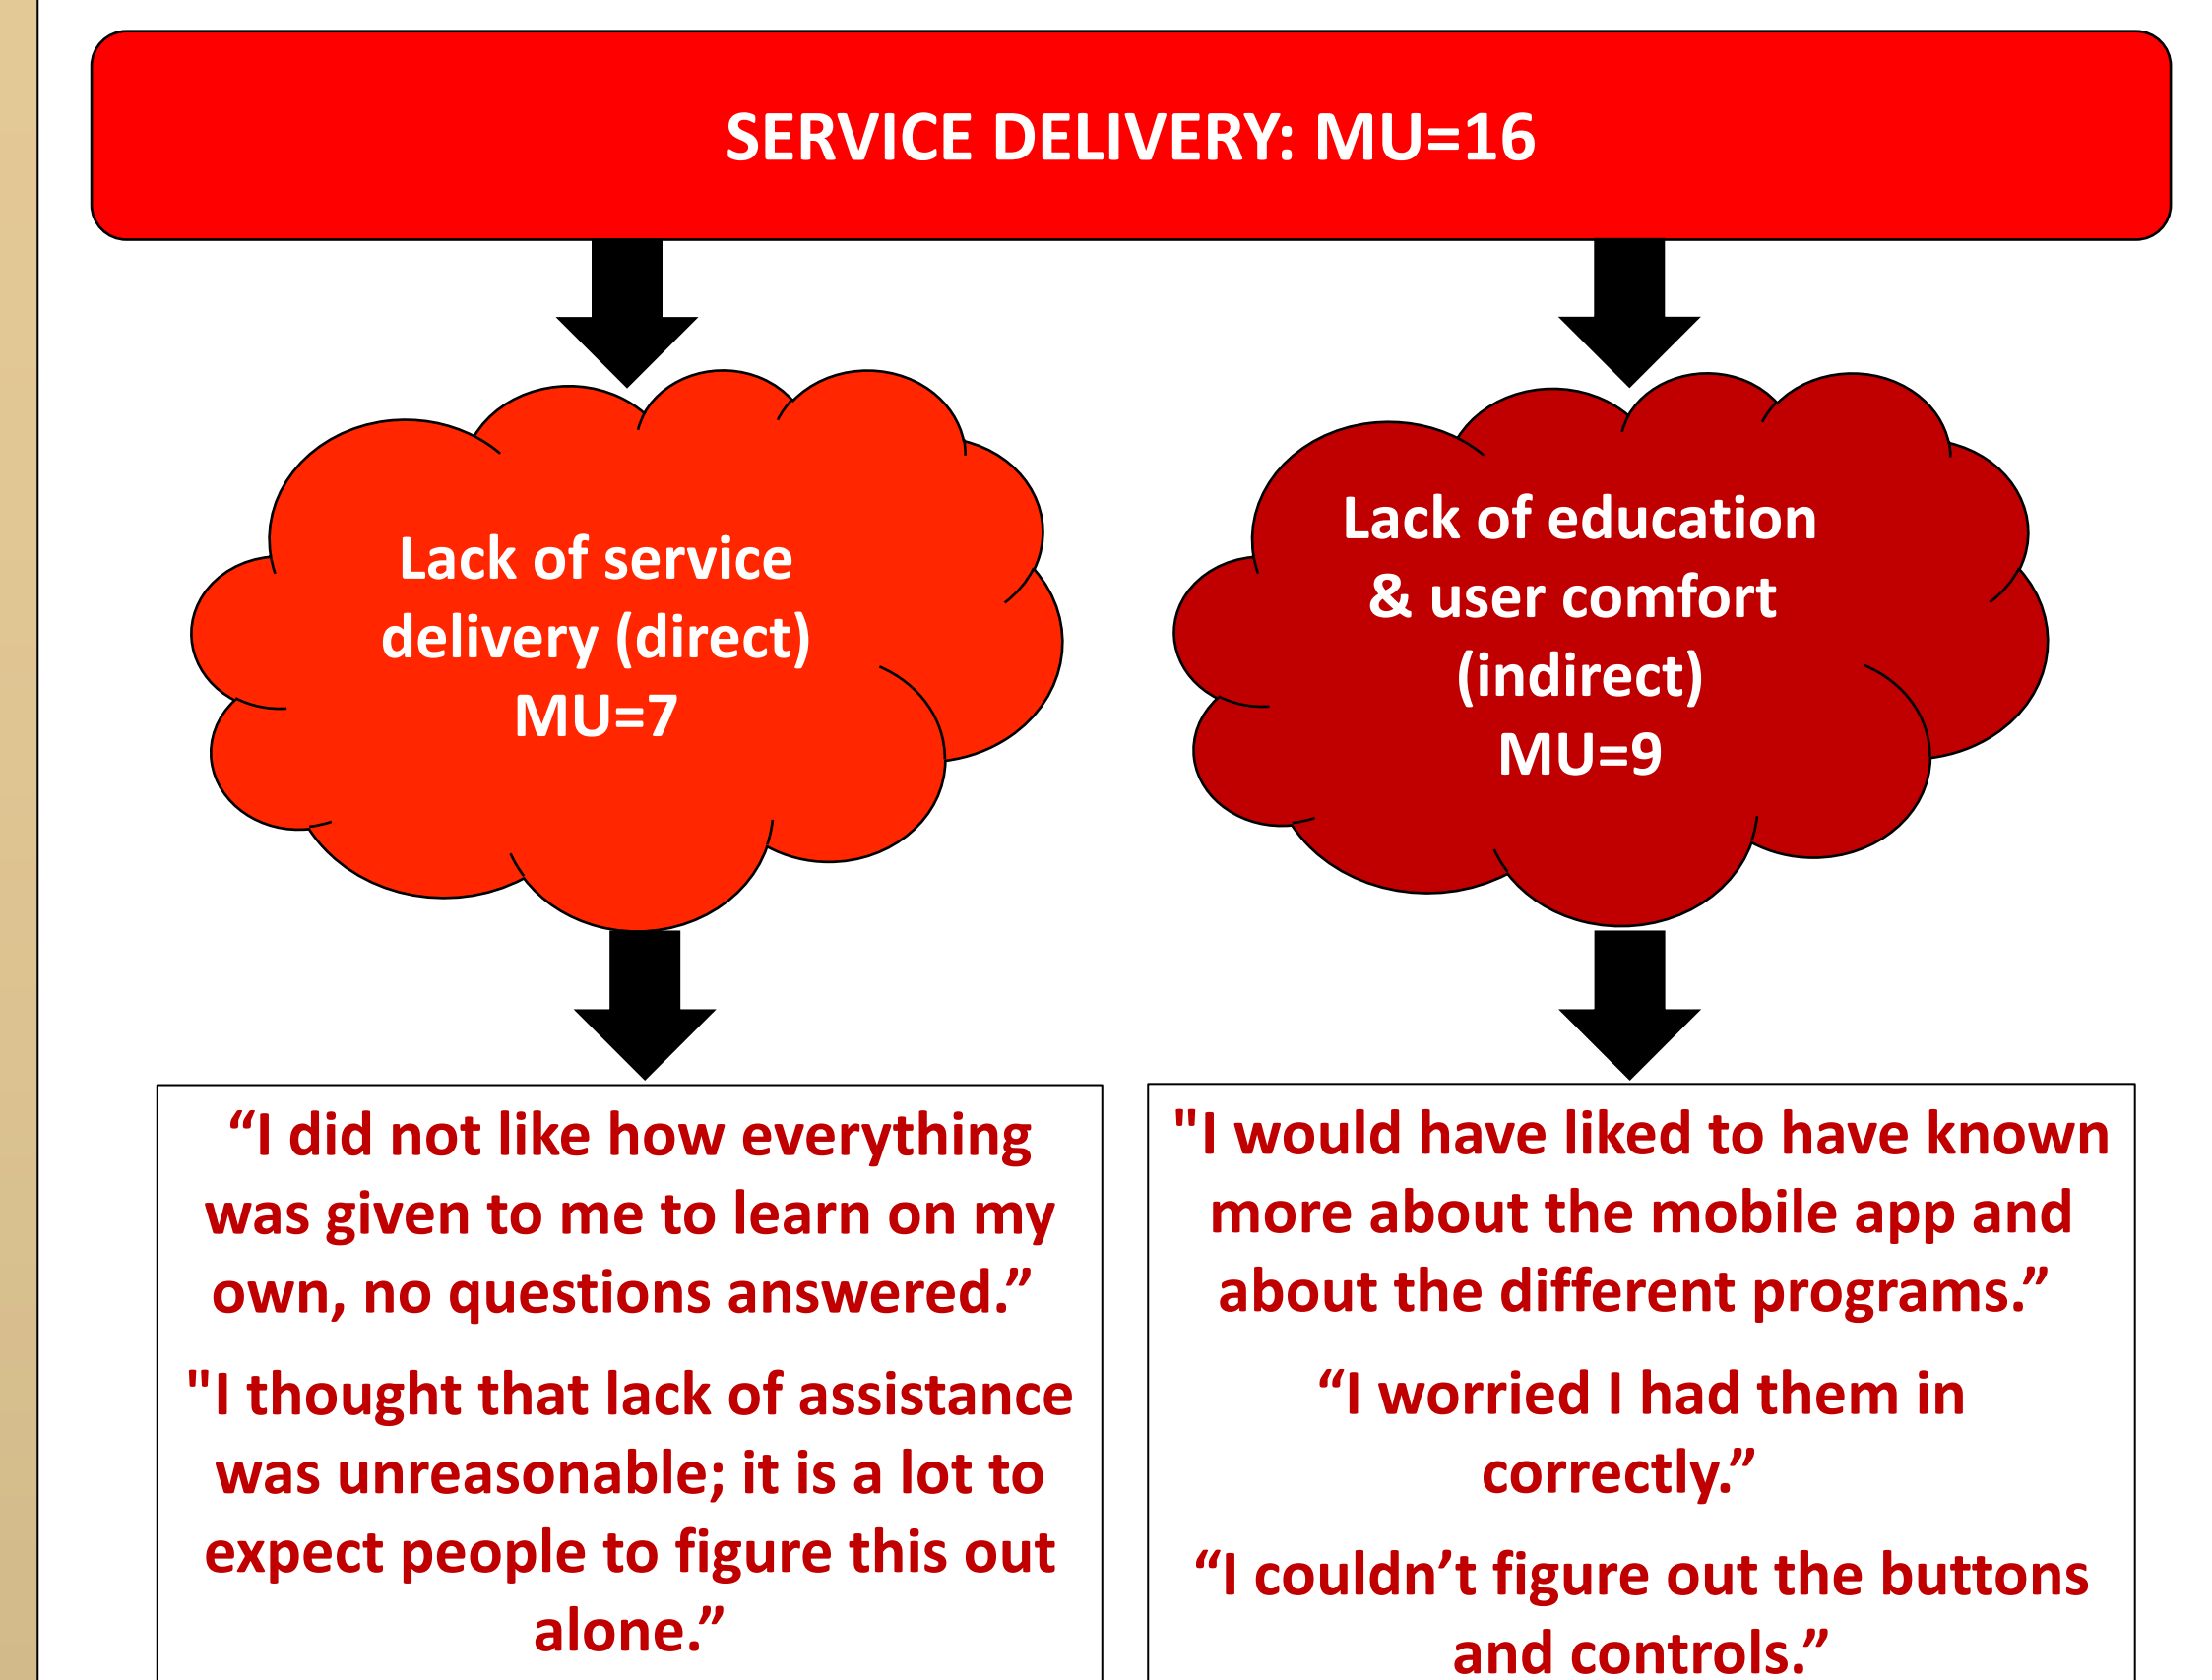 SERVICE DELIVERY: MU=16
Lack of service
delivery (direct)
MU=7
Lack of education
& user comfort
(indirect)
MU=9
“I did not like how everything
was given to me to learn on my
own, no questions answered.”
"I thought that lack of assistance
was unreasonable; it is a lot to
expect people to figure this out
alone.”
"I would have liked to have known
more about the mobile app and
about the different programs.”
“I worried I had them in
correctly.”
“I couldn’t figure out the buttons
and controls.”